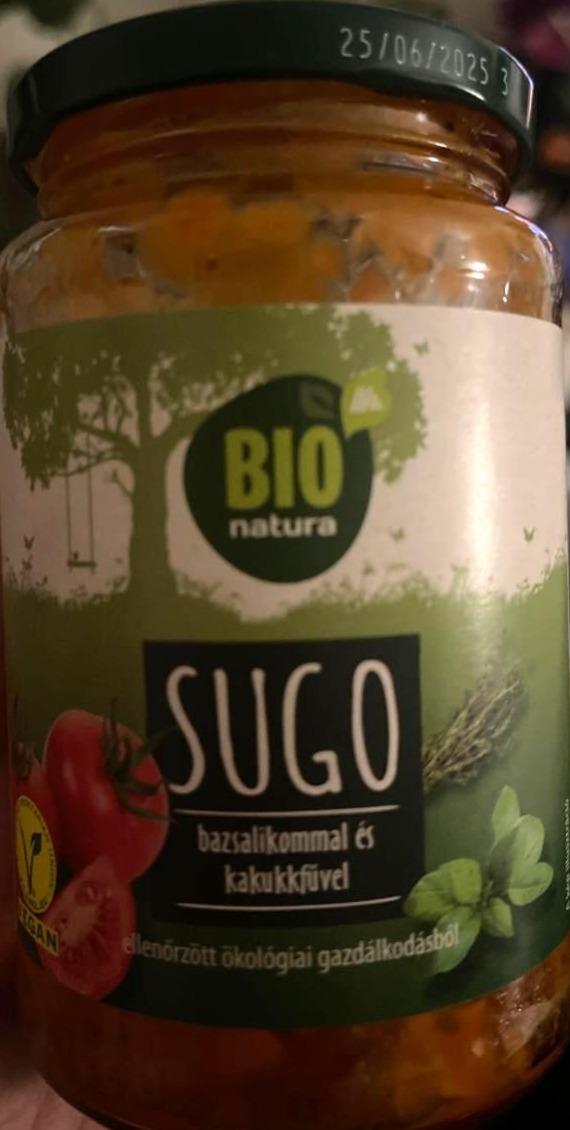 25/06/2025 3
BIO
natura
SUGO
bazsalikommal és
kakukkfűvel
ellenőrzött ökológiai gazdálkodásból
VEGAN